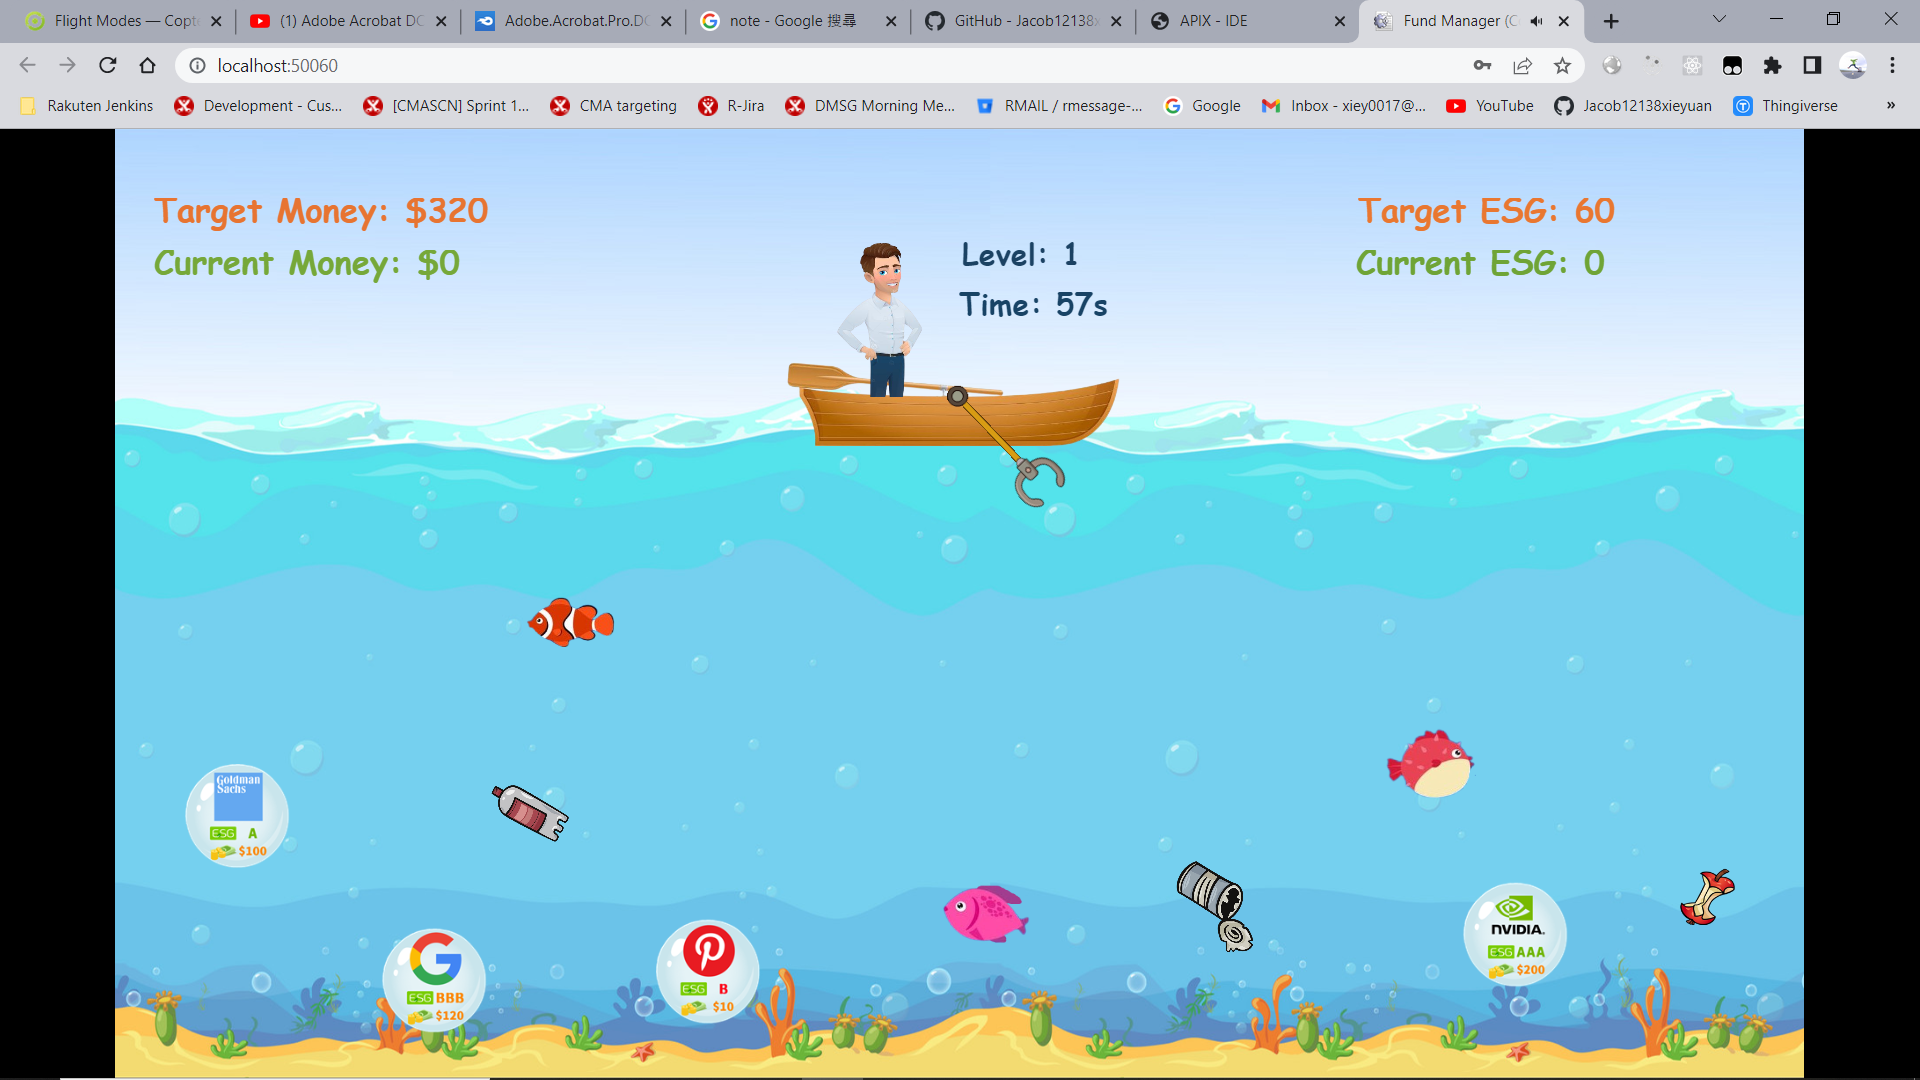 Flight Modes — Copt
(1) Adobe Acrobat DC
Adobe.Acrobat.Pro.DC
note - Google 搜尋
GitHub - Jacob12138x
APIX - IDE
Fund Manager (C
localhost:50060
Rakuten Jenkins
Development - Cus...
[CMASCN] Sprint 1...
CMA targeting
R-Jira
DMSG Morning Me...
RMAIL / rmessage-...
Google
Inbox - xiey0017@...
YouTube
Jacob12138xieyuan
Thingiverse
»
Target Money: $320
Current Money: $0
Level: 1
Time: 57s
Target ESG: 60
Current ESG: 0
Goldman
Sachs
ESG A
$100
G
ESG BBB
$120
ESG B
$10
NVIDIA.
ESG AAA
$200